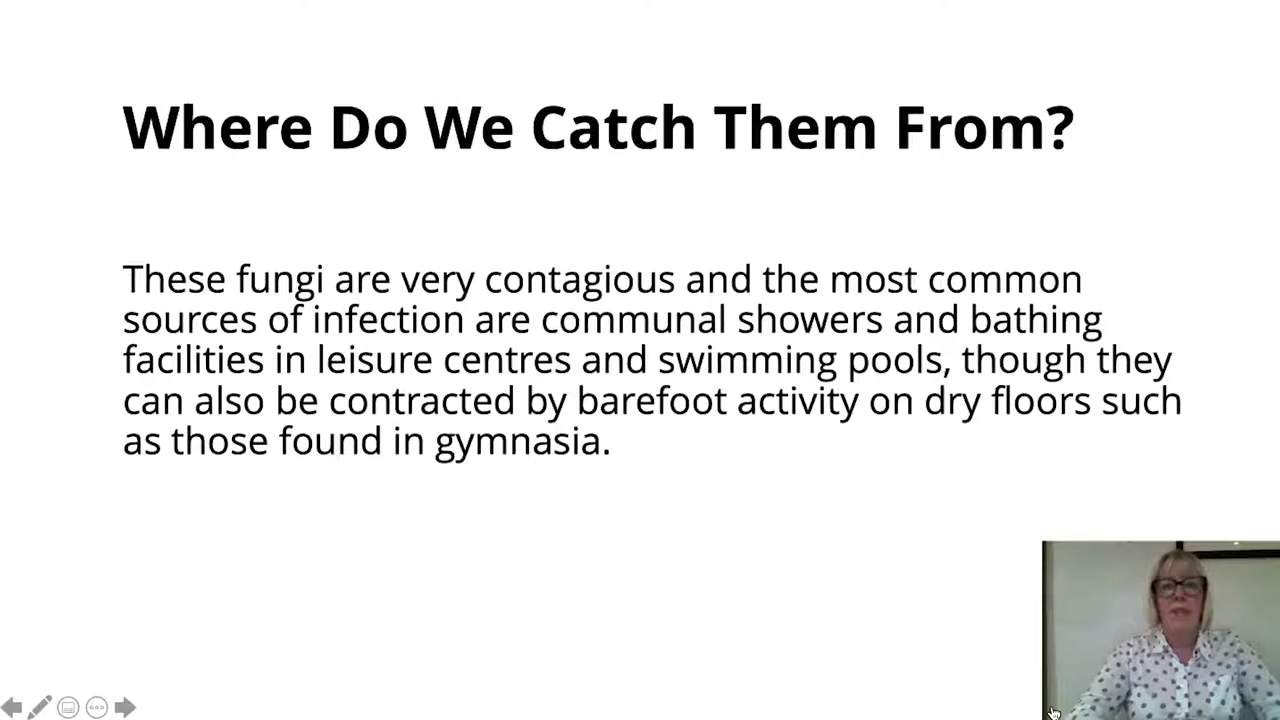 Where Do We Catch Them From?
These fungi are very contagious and the most common
sources of infection are communal showers and bathing
facilities in leisure centres and swimming pools, though they
can also be contracted by barefoot activity on dry floors such
as those found in gymnasia.